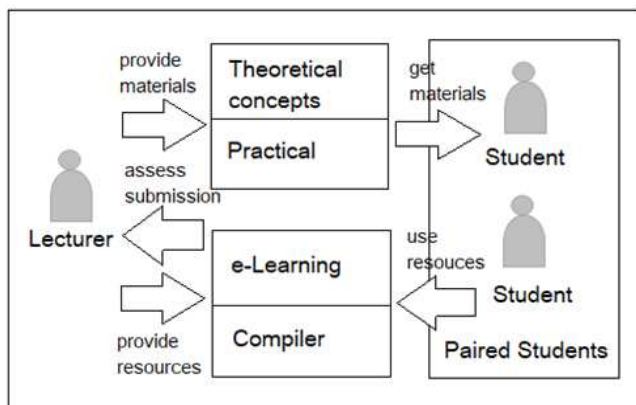 provide
materials
Theoretical
concepts
Practical
get
materials
Student
assess
submission
Lecturer
e-Learning
Compiler
use
resouces
Student
provide
resources
Paired Students